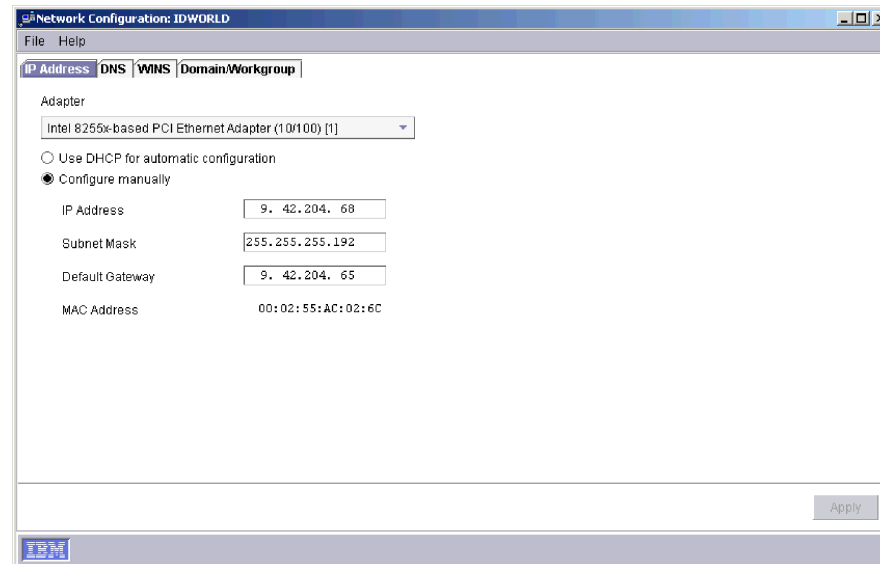 Network Configuration: IDWORLD
File Help
IP Address DNS WINS Domain/Workgroup
Adapter
Intel 8255x-based PCI Ethernet Adapter (10/100) [1]
Use DHCP for automatic configuration
Configure manually
IP Address 9. 42.204. 68
Subnet Mask 255.255.255.192
Default Gateway 9. 42.204. 65
MAC Address 00:02:55:AC:02:6C
Apply
IBM